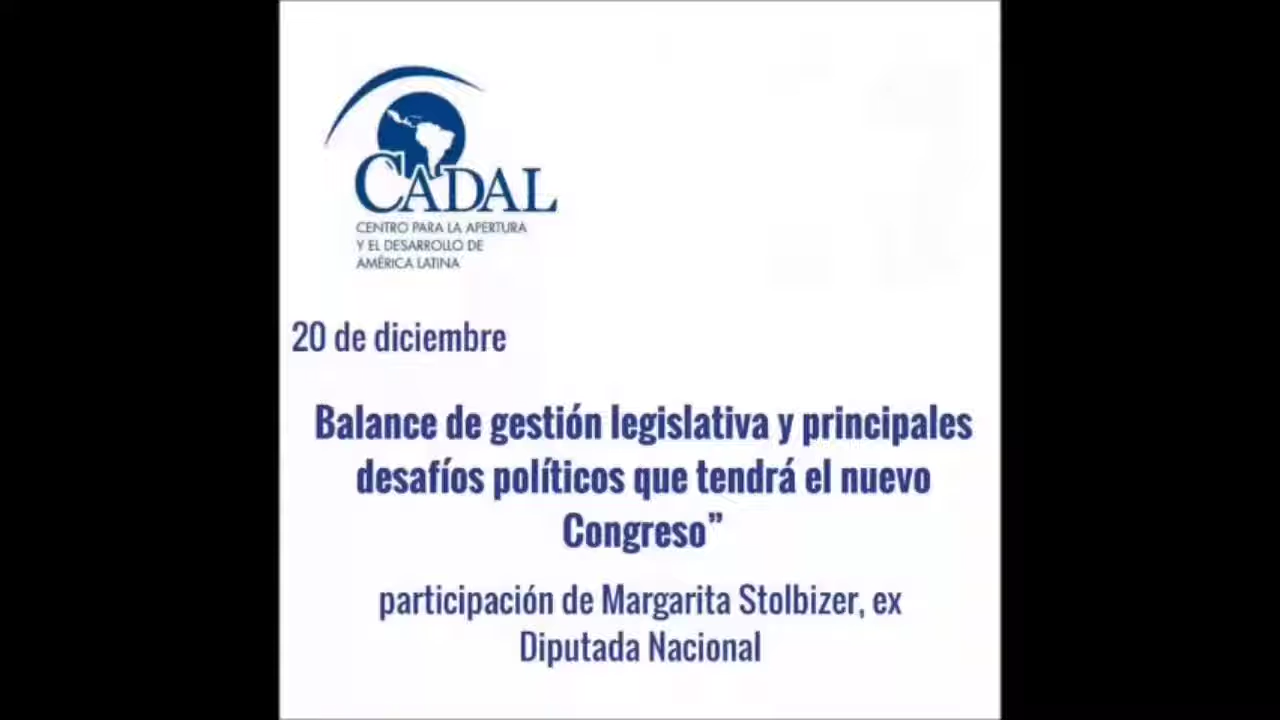 CADAL
CENTRO PARA LA APERTURA
Y EL DESARROLLO DE
AMÉRICA LATINA
20 de diciembre
Balance de gestión legislativa y principales
desafíos políticos que tendrá el nuevo
Congreso”
participación de Margarita Stolbizer, ex
Diputada Nacional